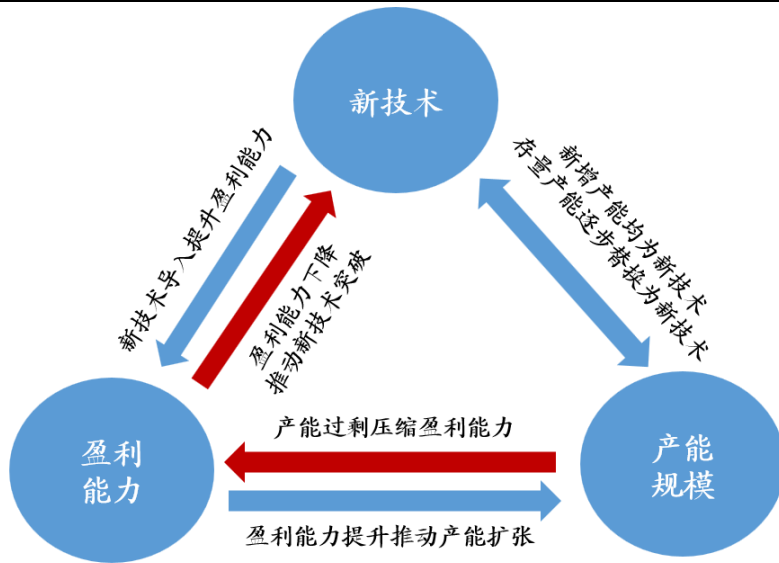 新技术
新技术导入提升盈利能力
盈利能力下降
推动新技术突破
新增产能均为新技术
存量产能逐步替换为新技术
产能过剩压缩盈利能力
盈利
能力
产能
规模
盈利能力提升推动产能扩张